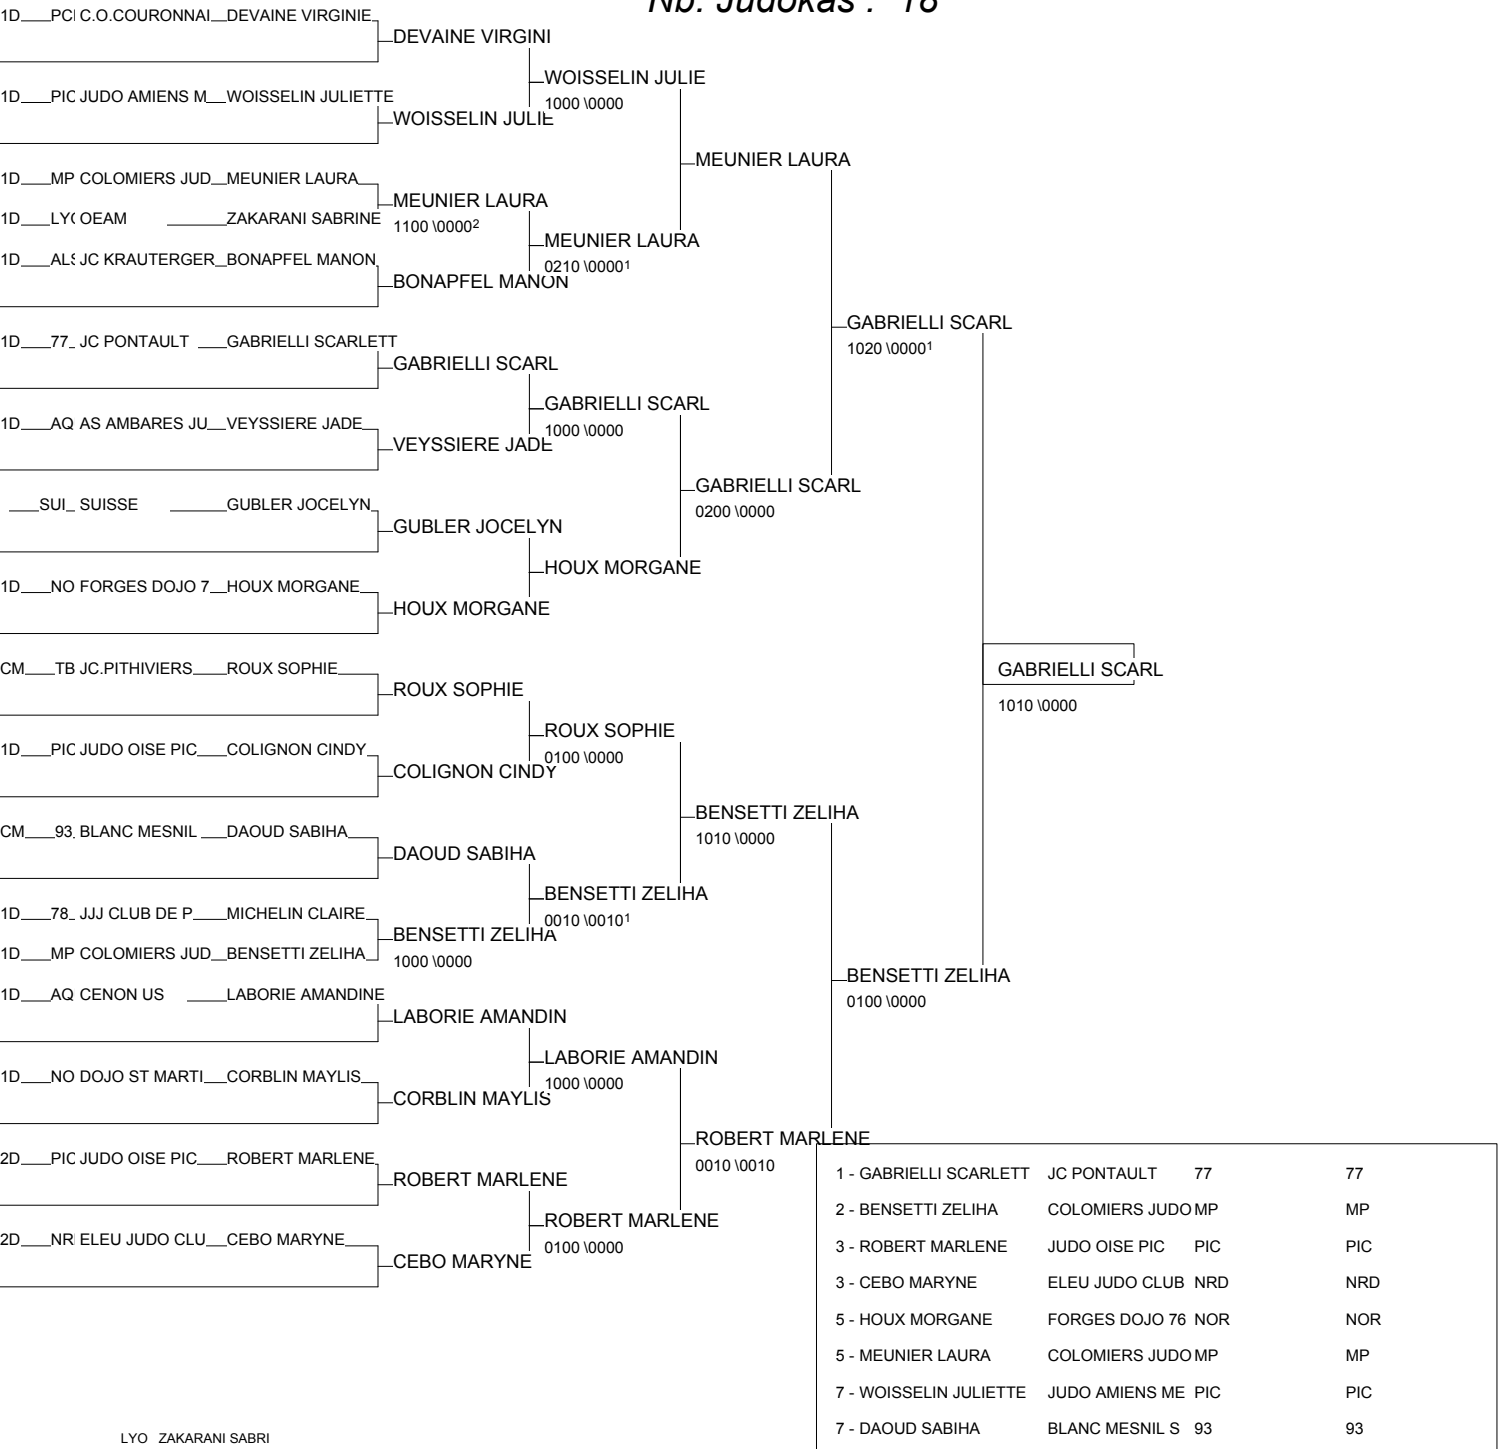 Nb. Judokas : 18
1D PCI C.O.COURONNAI DEVAINE VIRGINIE
DEVAINE VIRGINI
WOISSELIN JULIE
1D PIC JUDO AMIENS M WOISSELIN JULIETTE
1000 \0000
WOISSELIN JULIE
MEUNIER LAURA
1D MP COLOMIERS JUD MEUNIER LAURA
MEUNIER LAURA
1D LY( OEAM ZAKARANI SABRINE
1100 \0000²
MEUNIER LAURA
1D ALS JC KRAUTERGER BONAPFEL MANON
0210 \0000¹
BONAPFEL MANON
GABRIELLI SCARL
1D 77 JC PONTAULT GABRIELLI SCARLETT
1020 \0000¹
GABRIELLI SCARL
GABRIELLI SCARL
1D AQ AS AMBARES JU VEYSSIERE JADE
1000 \0000
VEYSSIERE JADE
GABRIELLI SCARL
SUI SUISSE GUBLER JOCELYN
0200 \0000
GUBLER JOCELYN
HOUX MORGANE
1D NO FORGES DOJO 7 HOUX MORGANE
HOUX MORGANE
CM TB JC.PITHIVIERS ROUX SOPHIE
GABRIELLI SCARL
ROUX SOPHIE
1010 \0000
ROUX SOPHIE
1D PIC JUDO OISE PIC COLIGNON CINDY
0100 \0000
COLIGNON CINDY
BENSETTI ZELIHA
CM 93 BLANC MESNIL DAOUD SABIHA
1010 \0000
DAOUD SABIHA
BENSETTI ZELIHA
1D 78 JJJ CLUB DE P MICHELIN CLAIRE
0010 \0010¹
BENSETTI ZELIHA
1D MP COLOMIERS JUD BENSETTI ZELIHA
1000 \0000
BENSETTI ZELIHA
1D AQ CENON US LABORIE AMANDINE
0100 \0000
LABORIE AMANDIN
LABORIE AMANDIN
1D NO DOJO ST MARTI CORBLIN MAYLIS
1000 \0000
CORBLIN MAYLIS
ROBERT MARLENE
2D PIC JUDO OISE PIC ROBERT MARLENE
0010 \0010
ROBERT MARLENE
ROBERT MARLENE
2D NRI ELEU JUDO CLU CEBO MARYNE
0100 \0000
CEBO MARYNE
1 - GABRIELLI SCARLETT JC PONTAULT 77 77
2 - BENSETTI ZELIHA COLOMIERS JUDO MP MP
3 - ROBERT MARLENE JUDO OISE PIC PIC PIC
3 - CEBO MARYNE ELEU JUDO CLUB NRD NRD
5 - HOUX MORGANE FORGES DOJO 76 NOR NOR
5 - MEUNIER LAURA COLOMIERS JUDO MP MP
7 - WOISSELIN JULIETTE JUDO AMIENS ME PIC PIC
7 - DAOUD SABIHA BLANC MESNIL S 93 93
LYO ZAKARANI SABRI